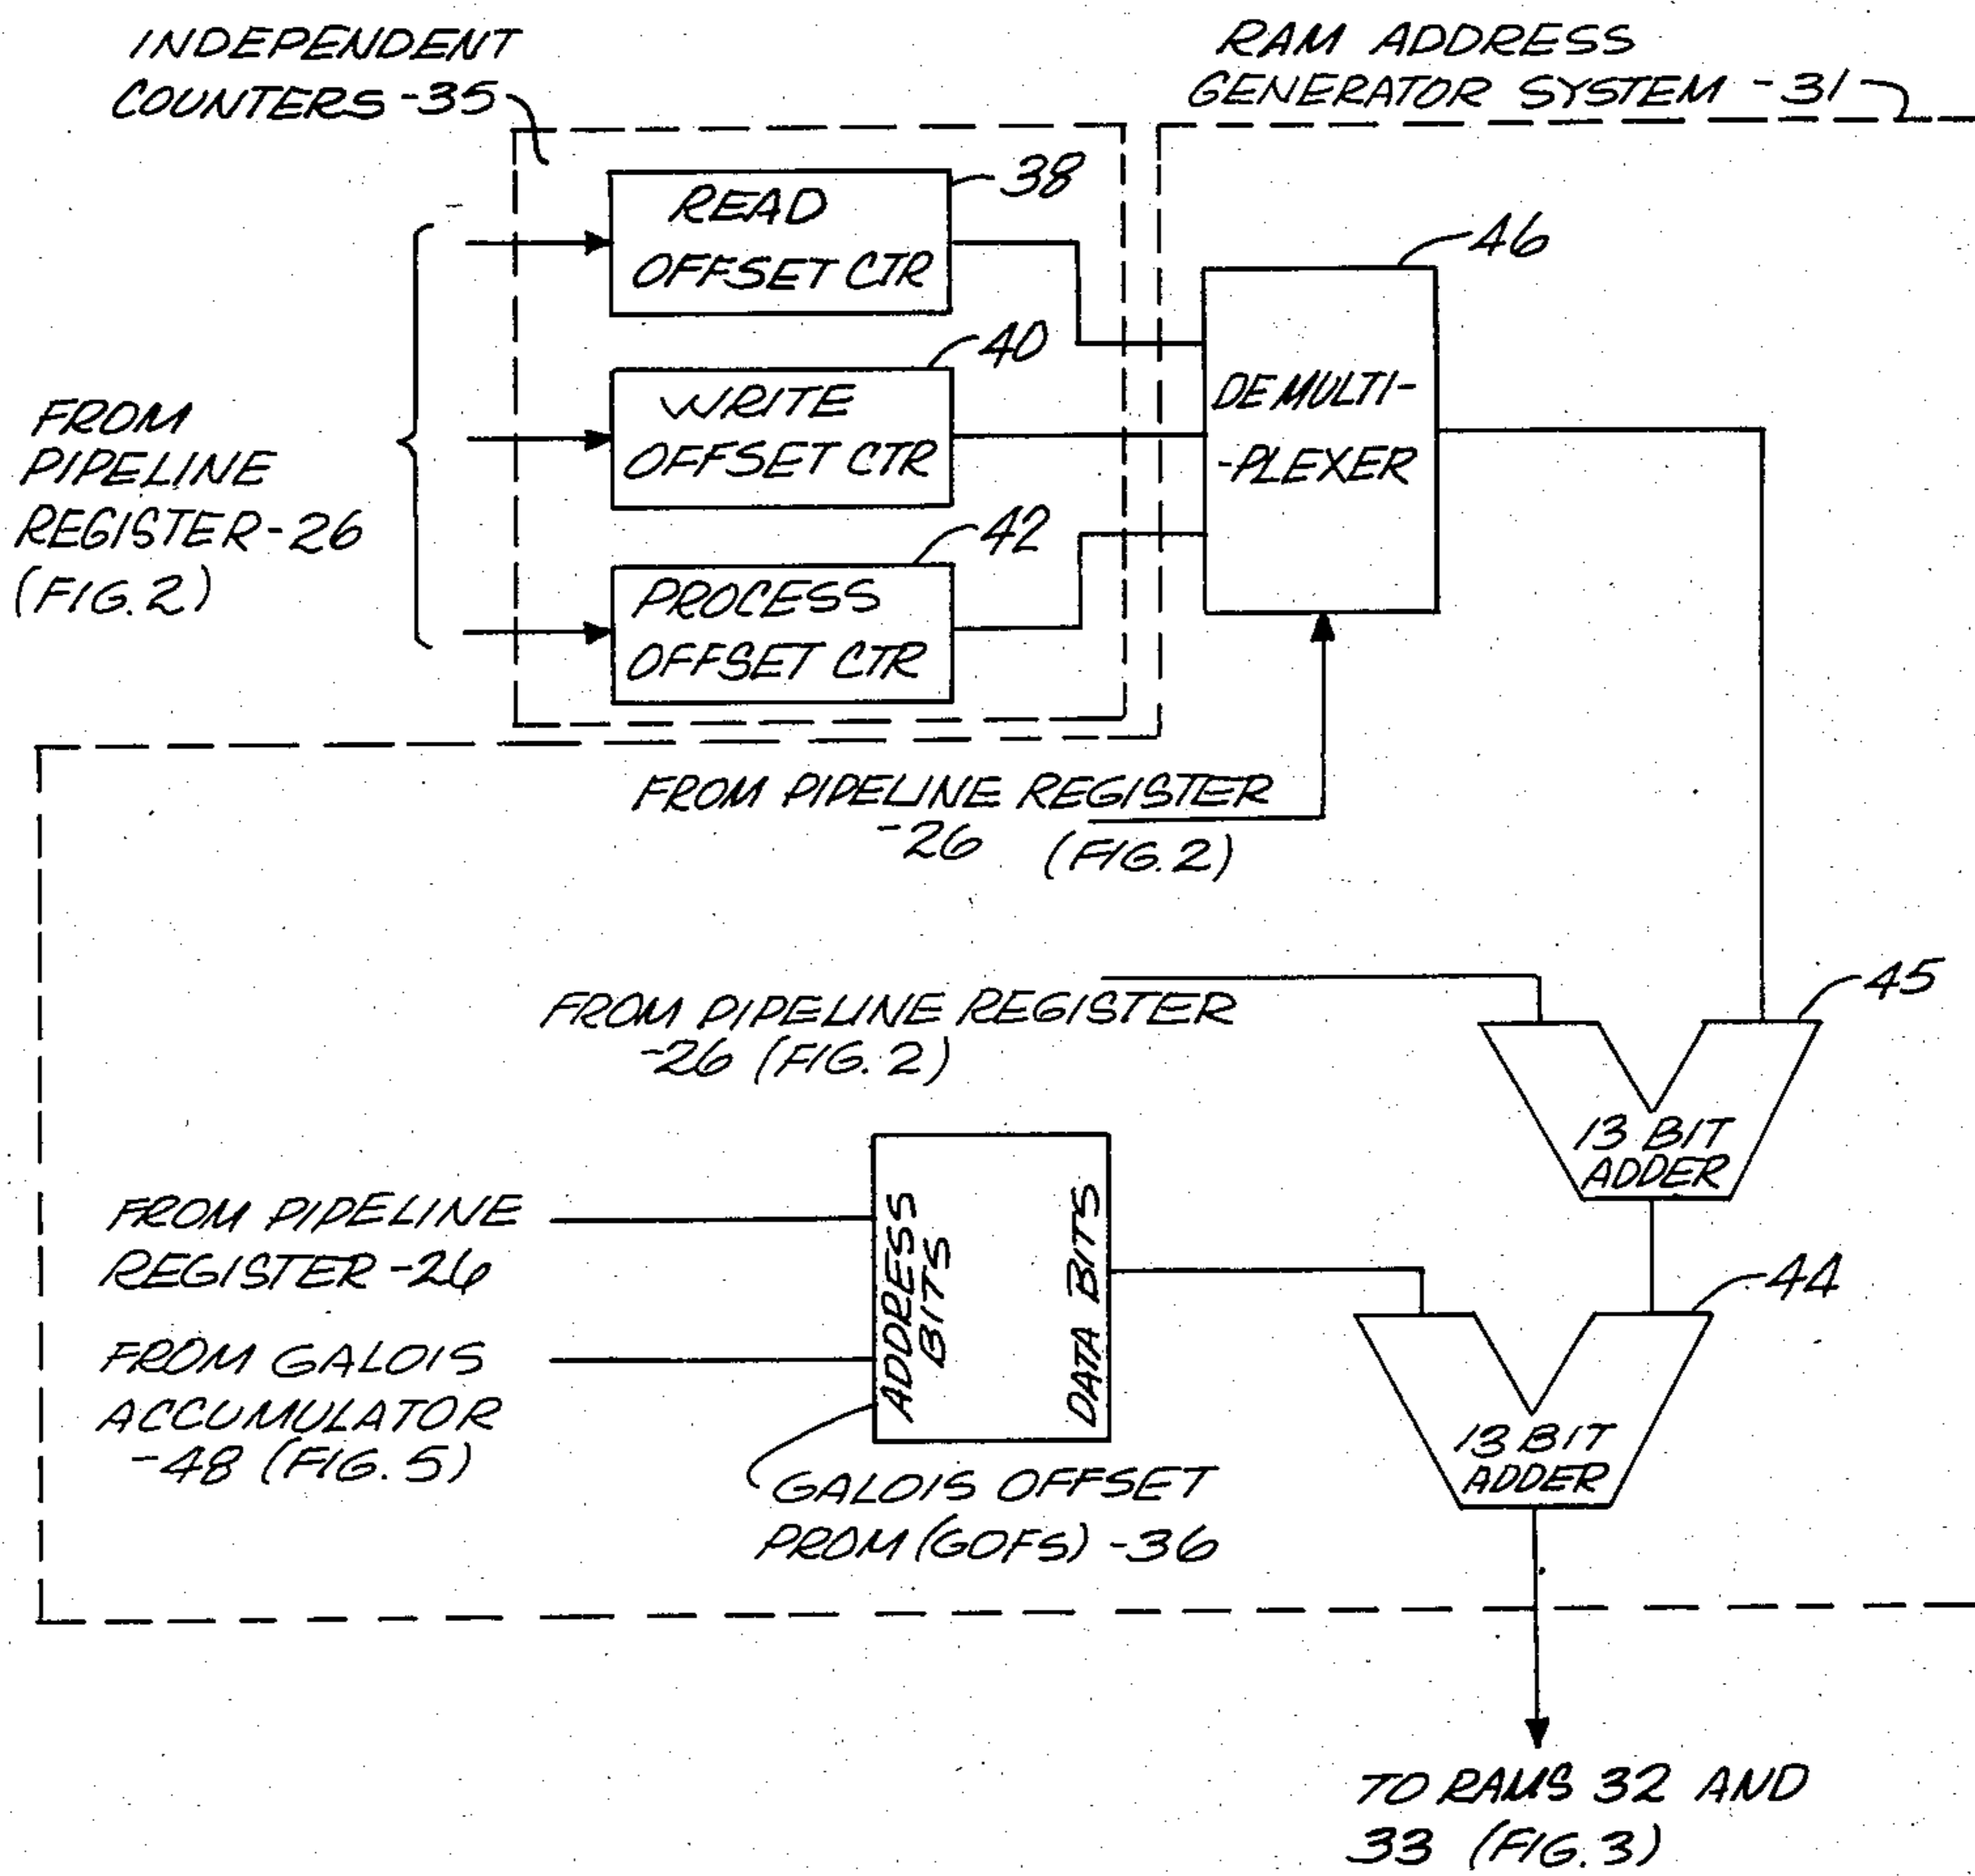 INDEPENDENT
COUNTERS -35
RAM ADDRESS
GENERATOR SYSTEM -31
READ
OFFSET CTR
38
WRITE
OFFSET CTR
40
PROCESS
OFFSET CTR
42
46
DEMULTI-
-PLEXER
FROM
PIPELINE
REGISTER-26
(FIG. 2)
FROM PIPELINE REGISTER
-26 (FIG. 2)
FROM PIPELINE REGISTER
-26 (FIG. 2)
45
13 BIT
ADDER
FROM PIPELINE
REGISTER -26
FROM GALOIS
ACCUMULATOR
-48 (FIG. 5)
ADDRESS
BITS
DATA BITS
GALOIS OFFSET
PROM (GOFS) -36
44
13 BIT
ADDER
TO RAMS 32 AND
33 (FIG. 3)